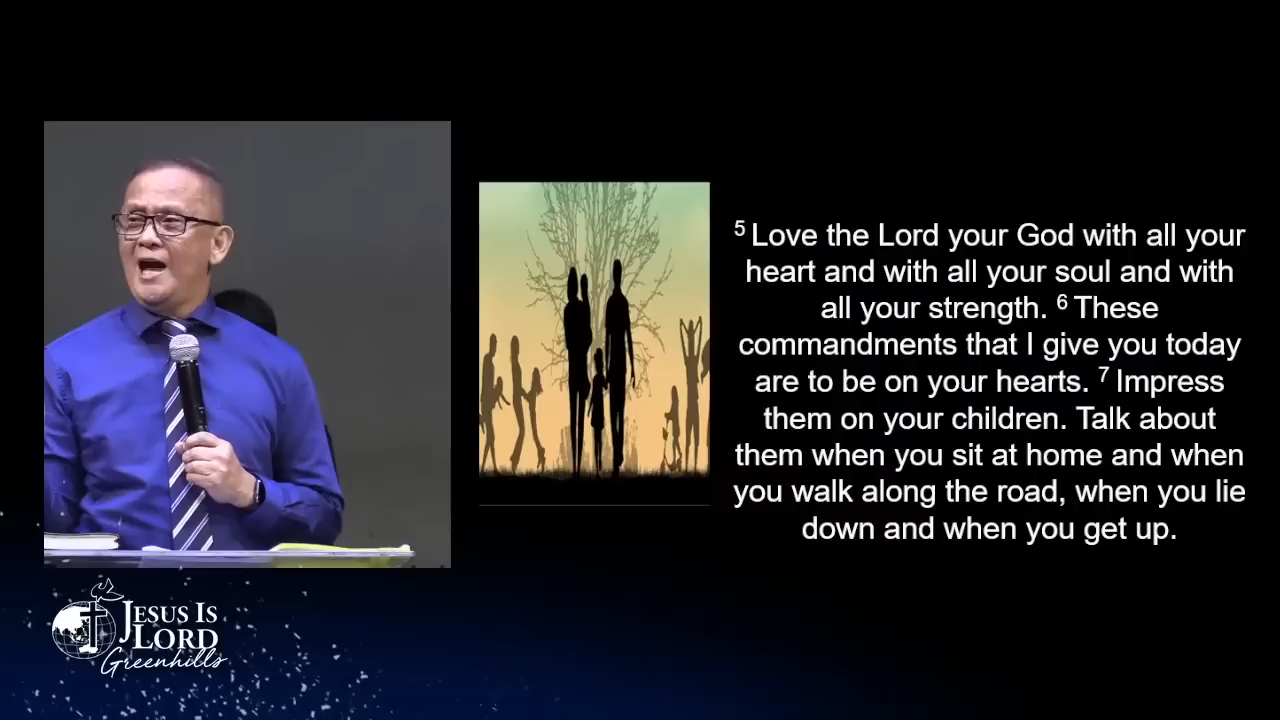 ⁵ Love the Lord your God with all your
heart and with all your soul and with
all your strength. ⁶ These
commandments that I give you today
are to be on your hearts. ⁷ Impress
them on your children. Talk about
them when you sit at home and when
you walk along the road, when you lie
down and when you get up.
JESUS IS
LORD
Greenhills